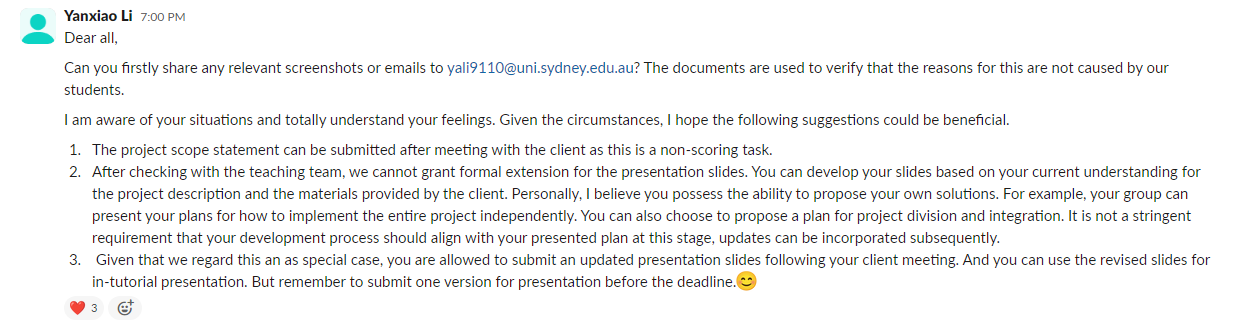 Yanxiao Li 7:00 PM
Dear all,
Can you firstly share any relevant screenshots or emails to yali9110@uni.sydney.edu.au? The documents are used to verify that the reasons for this are not caused by our
students.
I am aware of your situations and totally understand your feelings. Given the circumstances, I hope the following suggestions could be beneficial.
1. The project scope statement can be submitted after meeting with the client as this is a non-scoring task.
2. After checking with the teaching team, we cannot grant formal extension for the presentation slides. You can develop your slides based on your current understanding for
the project description and the materials provided by the client. Personally, I believe you possess the ability to propose your own solutions. For example, your group can
present your plans for how to implement the entire project independently. You can also choose to propose a plan for project division and integration. It is not a stringent
requirement that your development process should align with your presented plan at this stage, updates can be incorporated subsequently.
3. Given that we regard this an as special case, you are allowed to submit an updated presentation slides following your client meeting. And you can use the revised slides for
in-tutorial presentation. But remember to submit one version for presentation before the deadline.😊
❤️ 3